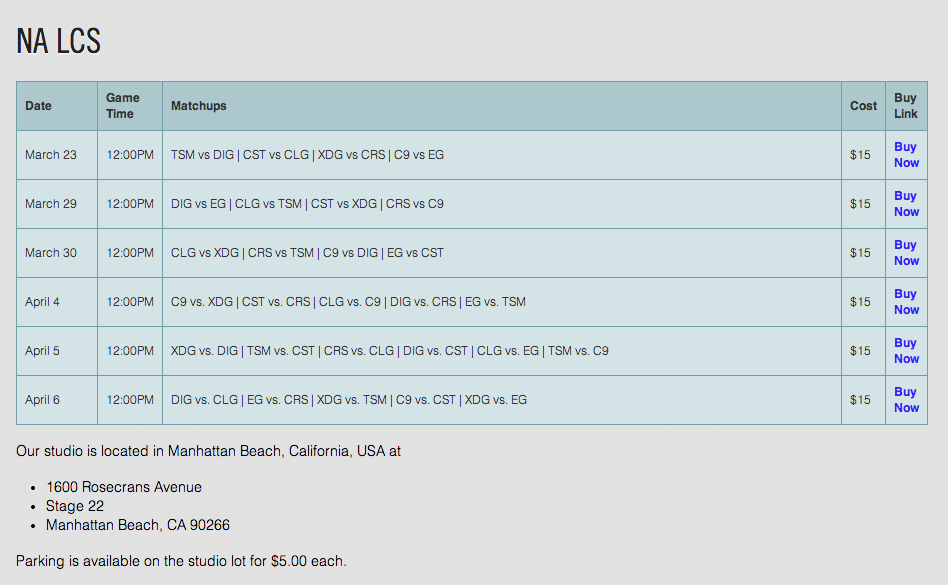 NA LCS
Date Game Time Matchups Cost Buy Link
March 23 12:00PM TSM vs DIG | CST vs CLG | XDG vs CRS | C9 vs EG $15 Buy Now
March 29 12:00PM DIG vs EG | CLG vs TSM | CST vs XDG | CRS vs C9 $15 Buy Now
March 30 12:00PM CLG vs XDG | CRS vs TSM | C9 vs DIG | EG vs CST $15 Buy Now
April 4 12:00PM C9 vs. XDG | CST vs. CRS | CLG vs. C9 | DIG vs. CRS | EG vs. TSM $15 Buy Now
April 5 12:00PM XDG vs. DIG | TSM vs. CST | CRS vs. CLG | DIG vs. CST | CLG vs. EG | TSM vs. C9 $15 Buy Now
April 6 12:00PM DIG vs. CLG | EG vs. CRS | XDG vs. TSM | C9 vs. CST | XDG vs. EG $15 Buy Now
Our studio is located in Manhattan Beach, California, USA at
• 1600 Rosecrans Avenue
• Stage 22
• Manhattan Beach, CA 90266
Parking is available on the studio lot for $5.00 each.